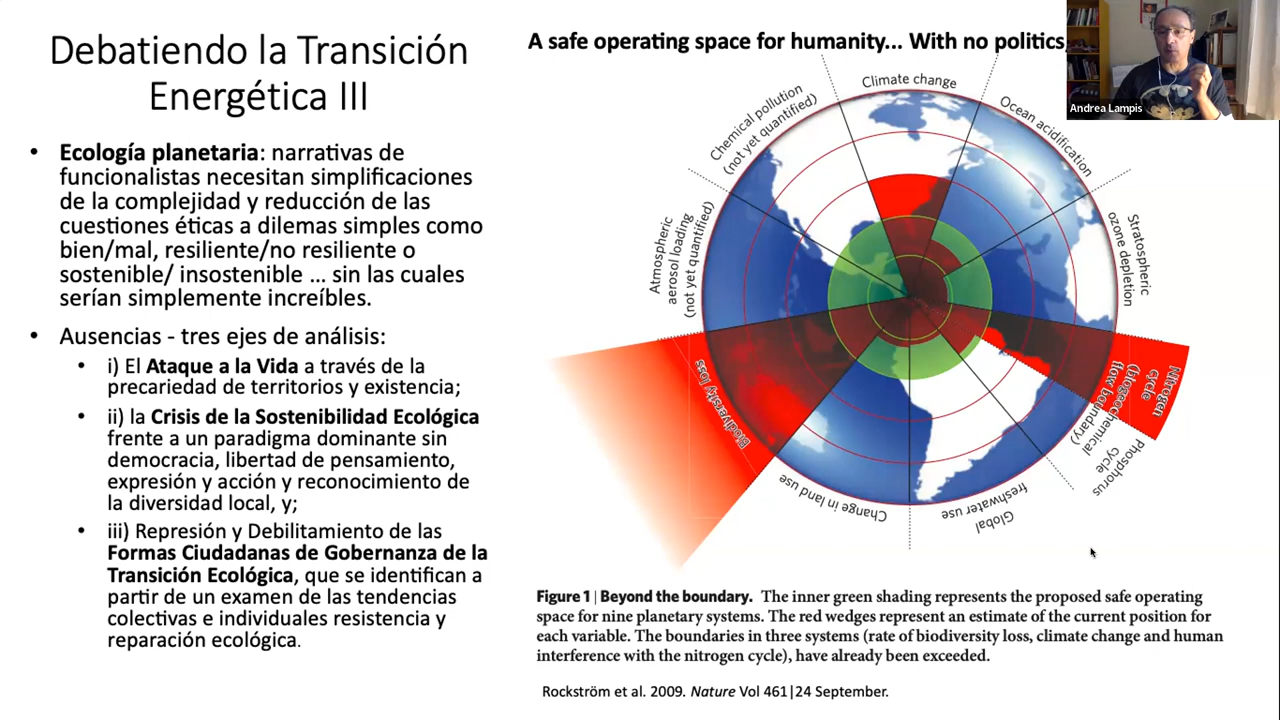 Debatiendo la Transición
Energética III
• Ecología planetaria: narrativas de
funcionalistas necesitan simplificaciones
de la complejidad y reducción de las
cuestiones éticas a dilemas simples como
bien/mal, resiliente/no resiliente o
sostenible/ insostenible ... sin las cuales
serían simplemente increíbles.
• Ausencias - tres ejes de análisis:
• i) El Ataque a la Vida a través de la
precariedad de territorios y existencia;
• ii) la Crisis de la Sostenibilidad Ecológica
frente a un paradigma dominante sin
democracia, libertad de pensamiento,
expresión y acción y reconocimiento de
la diversidad local, y;
• iii) Represión y Debilitamiento de las
Formas Ciudadanas de Gobernanza de la
Transición Ecológica, que se identifican a
partir de un examen de las tendencias
colectivas e individuales resistencia y
reparación ecológica.
A safe operating space for humanity... With no politics
Andrea Lampis
Climate change
Ocean acidification
Stratospheric
ozone depletion
Nitrogen
cycle
(biogeochemical
flow boundary)
Phosphorus
cycle
Global
freshwater use
Change in land use
Biodiversity loss
Atmospheric
aerosol loading
(not yet quantified)
Chemical pollution
(not yet quantified)
Figure 1 | Beyond the boundary. The inner green shading represents the proposed safe operating
space for nine planetary systems. The red wedges represent an estimate of the current position for
each variable. The boundaries in three systems (rate of biodiversity loss, climate change and human
interference with the nitrogen cycle), have already been exceeded.
Rockström et al. 2009. Nature Vol 461|24 September.